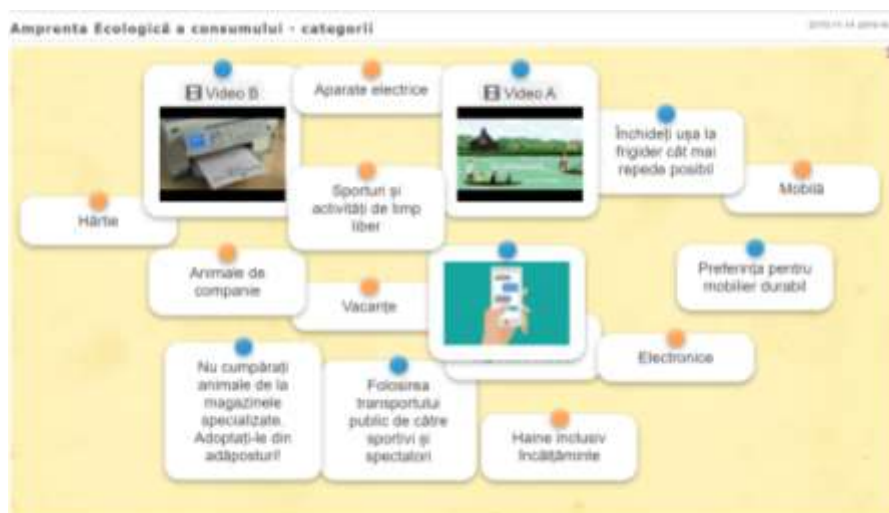 Amprenta Ecologică a consumului - categorii
Video B
Aparate electrice
Video A
Închideți ușa la
frigider cât mai
repede posibil
Mobilă
Sporturi și
activități de timp
liber
Hârtie
Animale de
companie
Vacanțe
Preferința pentru
mobilier durabil
Electronice
Nu cumpărați
animale de la
magazinele
specializate.
Adoptați-le din
adăposturi!
Folosirea
transportului
public de către
sportivi și
spectatori
Haine inclusiv
încălțăminte